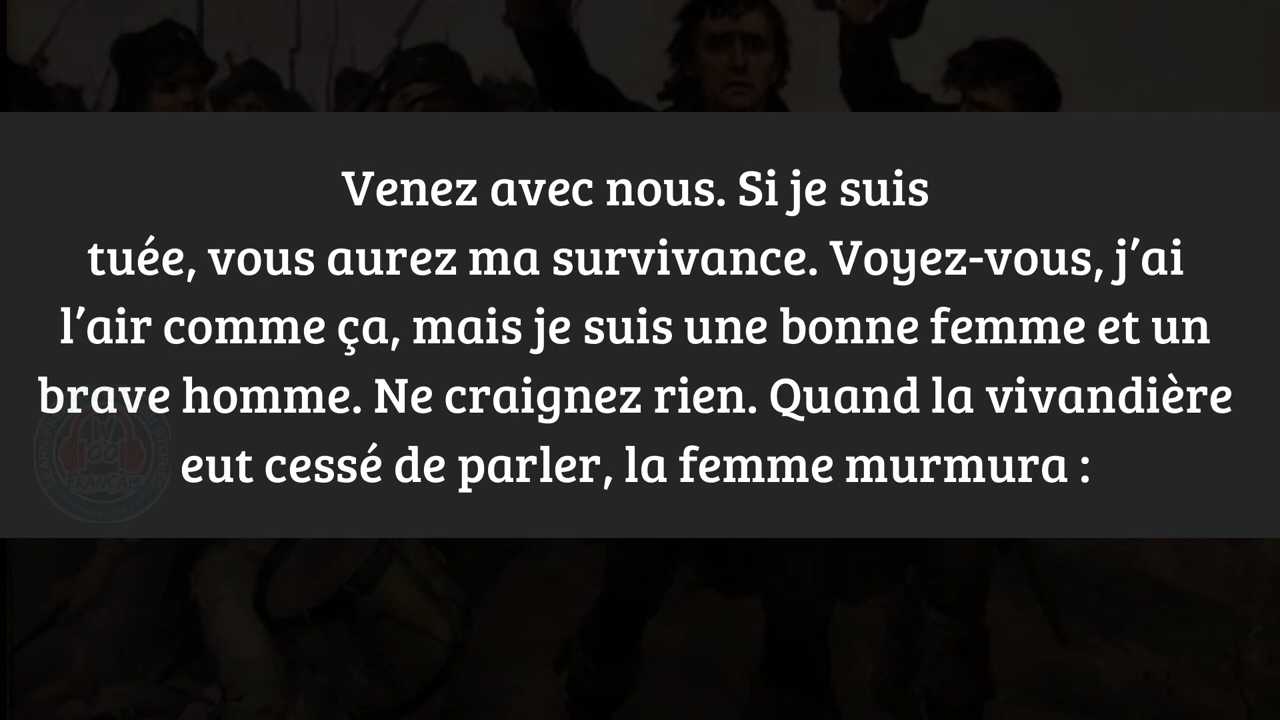 Venez avec nous. Si je suis
tuée, vous aurez ma survivance. Voyez-vous, j’ai
l’air comme ça, mais je suis une bonne femme et un
brave homme. Ne craignez rien. Quand la vivandière
eut cessé de parler, la femme murmura :